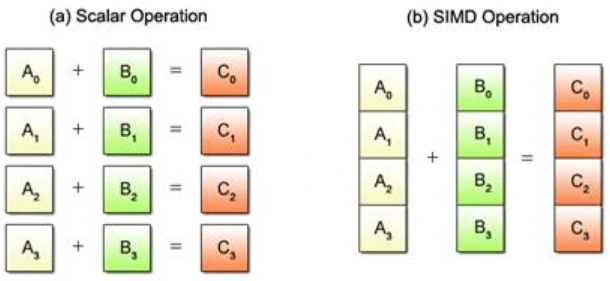 (a) Scalar Operation
A₀ + B₀ = C₀
A₁ + B₁ = C₁
A₂ + B₂ = C₂
A₃ + B₃ = C₃
(b) SIMD Operation
A₀ B₀ C₀
A₁ B₁ C₁
+ =
A₂ B₂ C₂
A₃ B₃ C₃